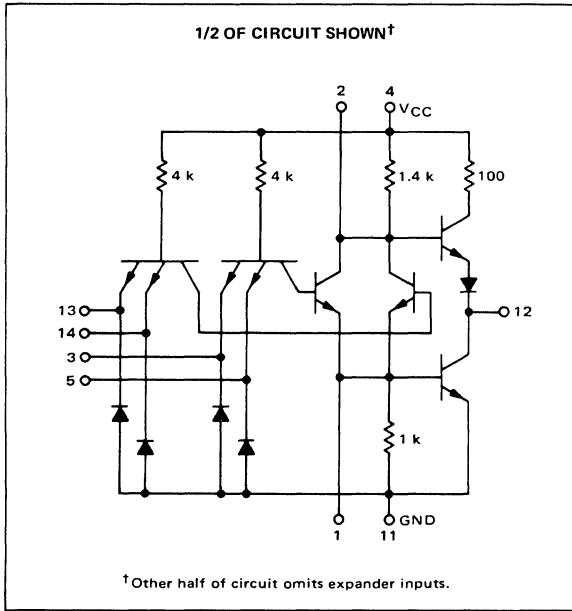 1/2 OF CIRCUIT SHOWN†
2 4
VCC
4 k 4 k 1.4 k 100
13
14
12
3
5
1 k
GND
1 11
†Other half of circuit omits expander inputs.